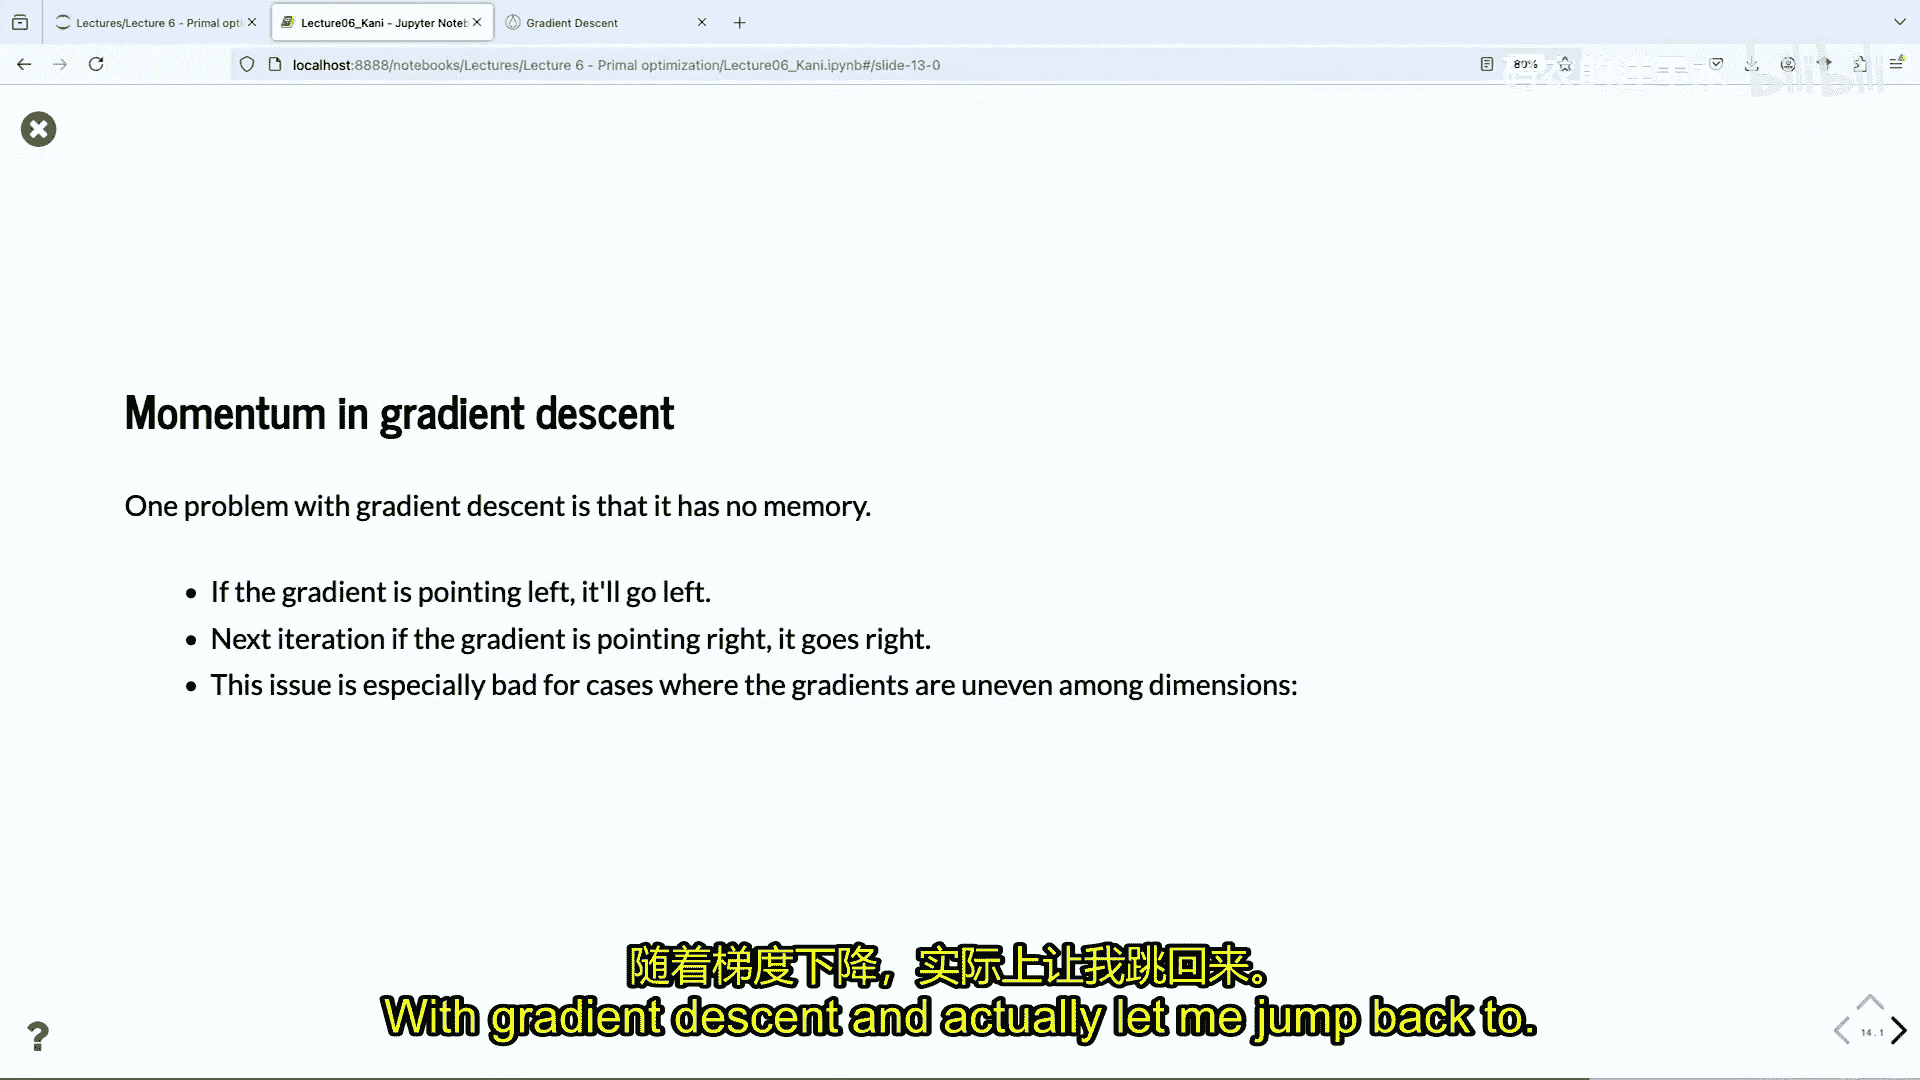 Lectures/Lecture 6 - Primal opti
Lecture06_Kani - Jupyter Noteb
Gradient Descent
localhost:8888/notebooks/Lectures/Lecture 6 - Primal optimization/Lecture06_Kani.ipynb#/slide-13-0
80%
bilibili
Momentum in gradient descent
One problem with gradient descent is that it has no memory.
• If the gradient is pointing left, it'll go left.
• Next iteration if the gradient is pointing right, it goes right.
• This issue is especially bad for cases where the gradients are uneven among dimensions:
随着梯度下降，实际上让我跳回来。
With gradient descent and actually let me jump back to.
?
14.1